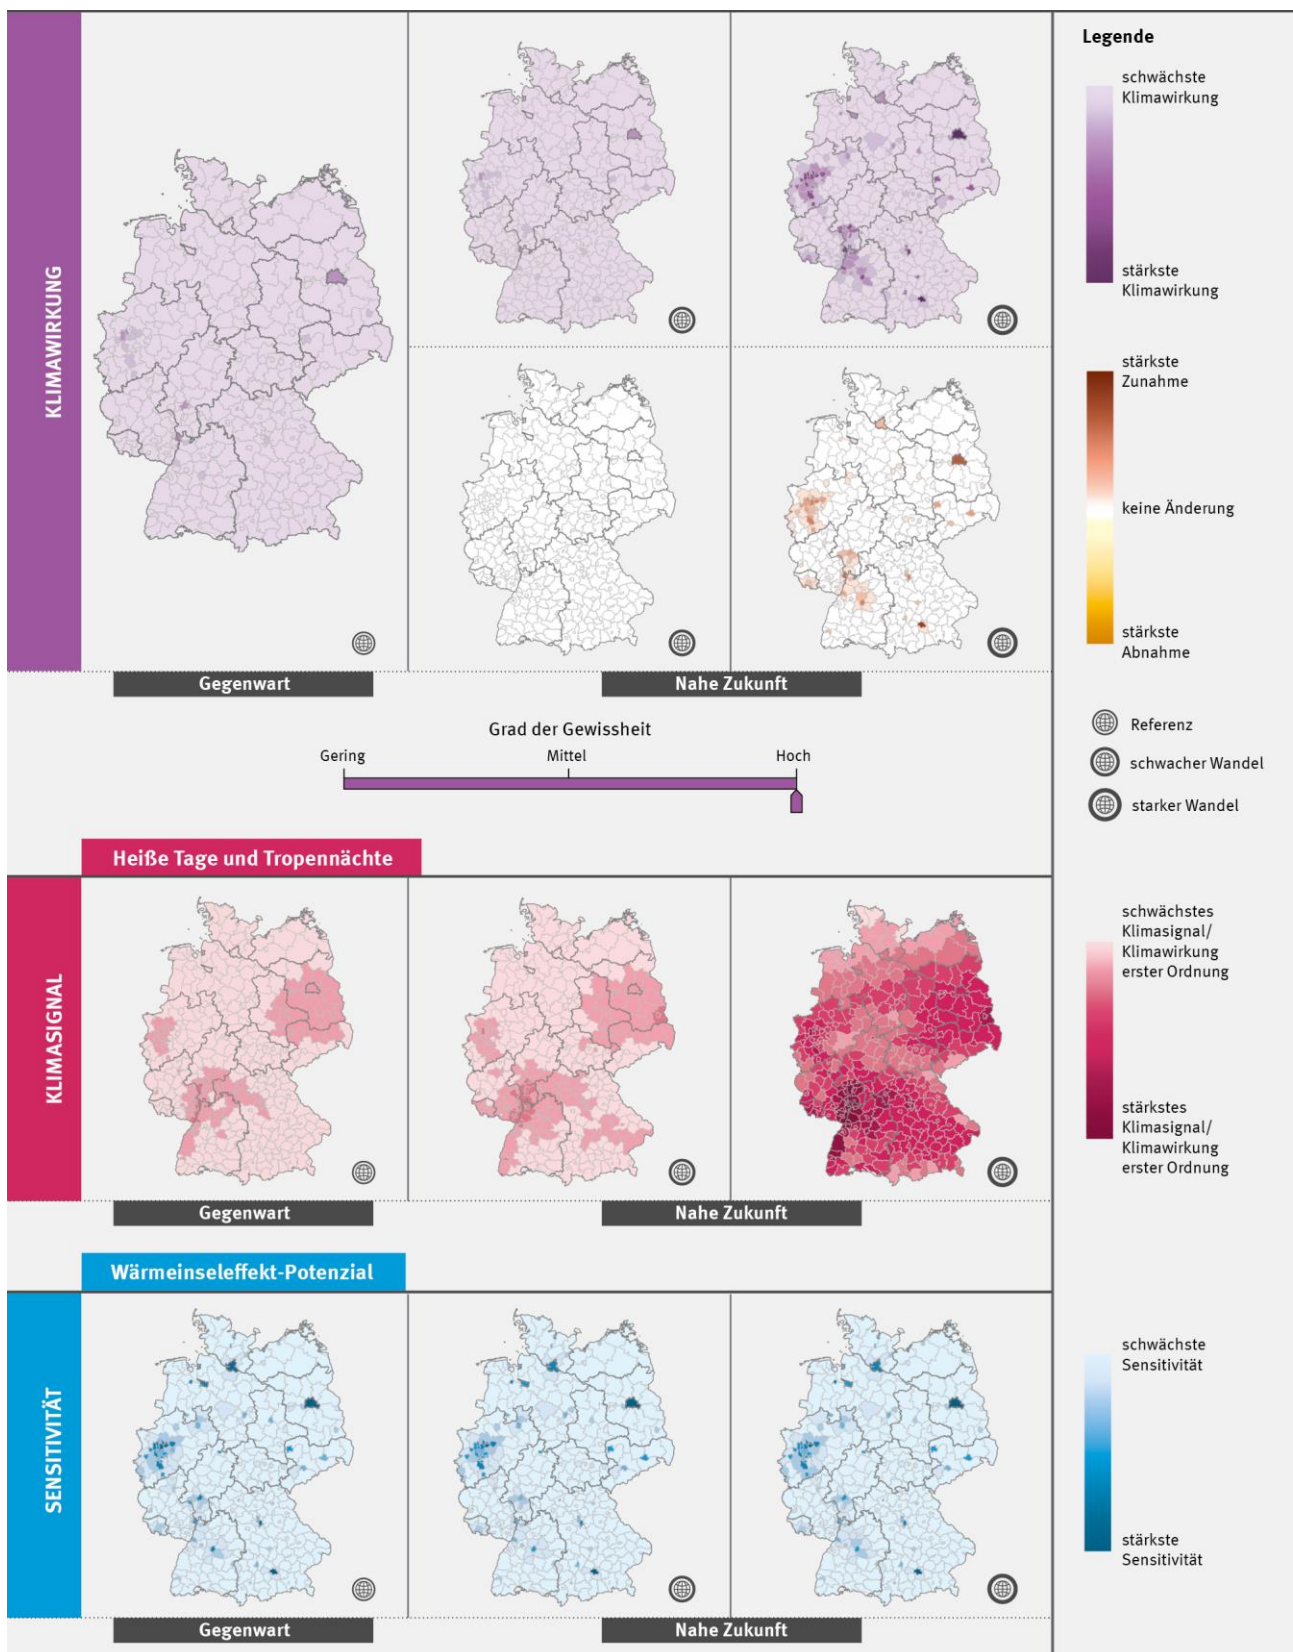 KLIMAWIRKUNG
Gegenwart
Nahe Zukunft
Grad der Gewissheit
Gering
Mittel
Hoch
Heiße Tage und Tropennächte
KLIMASIGNAL
Gegenwart
Nahe Zukunft
Wärmeinseleffekt-Potenzial
SENSITIVITÄT
Gegenwart
Nahe Zukunft
Legende
schwächste
Klimawirkung
stärkste
Klimawirkung
stärkste
Zunahme
keine Änderung
stärkste
Abnahme
Referenz
schwacher Wandel
starker Wandel
schwächstes
Klimasignal/
Klimawirkung
erster Ordnung
stärkstes
Klimasignal/
Klimawirkung
erster Ordnung
schwächste
Sensitivität
stärkste
Sensitivität